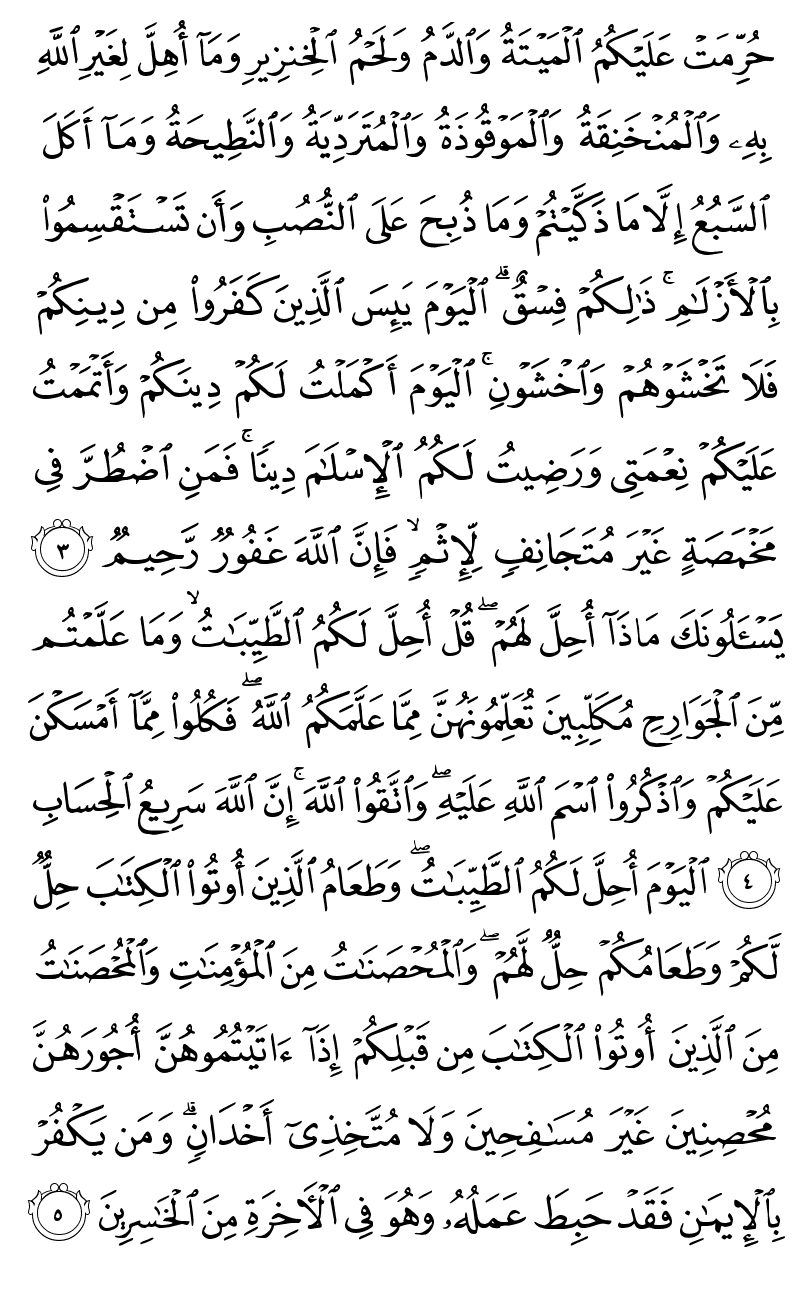 حُرِّمَتۡ عَلَيۡكُمُ ٱلۡمَيۡتَةُ وَٱلدَّمُ وَلَحۡمُ ٱلۡخِنزِيرِ وَمَآ أُهِلَّ لِغَيۡرِ ٱللَّهِ
بِهِۦ وَٱلۡمُنۡخَنِقَةُ وَٱلۡمَوۡقُوذَةُ وَٱلۡمُتَرَدِّيَةُ وَٱلنَّطِيحَةُ وَمَآ أَكَلَ
ٱلسَّبُعُ إِلَّا مَا ذَكَّيۡتُمۡ وَمَا ذُبِحَ عَلَى ٱلنُّصُبِ وَأَن تَسۡتَقۡسِمُواْ
بِٱلۡأَزۡلَٰمِۚ ذَٰلِكُمۡ فِسۡقٌۗ ٱلۡيَوۡمَ يَئِسَ ٱلَّذِينَ كَفَرُواْ مِن دِينِكُمۡ
فَلَا تَخۡشَوۡهُمۡ وَٱخۡشَوۡنِۚ ٱلۡيَوۡمَ أَكۡمَلۡتُ لَكُمۡ دِينَكُمۡ وَأَتۡمَمۡتُ
عَلَيۡكُمۡ نِعۡمَتِي وَرَضِيتُ لَكُمُ ٱلۡإِسۡلَٰمَ دِينٗاۚ فَمَنِ ٱضۡطُرَّ فِي
مَخۡمَصَةٍ غَيۡرَ مُتَجَانِفٖ لِّإِثۡمٖۙ فَإِنَّ ٱللَّهَ غَفُورٞ رَّحِيمٞ ٣
يَسۡـَٔلُونَكَ مَاذَآ أُحِلَّ لَهُمۡۖ قُلۡ أُحِلَّ لَكُمُ ٱلطَّيِّبَٰتُۙ وَمَا عَلَّمۡتُم
مِّنَ ٱلۡجَوَارِحِ مُكَلِّبِينَ تُعَلِّمُونَهُنَّ مِمَّا عَلَّمَكُمُ ٱللَّهُۖ فَكُلُواْ مِمَّآ أَمۡسَكۡنَ
عَلَيۡكُمۡ وَٱذۡكُرُواْ ٱسۡمَ ٱللَّهِ عَلَيۡهِۖ وَٱتَّقُواْ ٱللَّهَۚ إِنَّ ٱللَّهَ سَرِيعُ ٱلۡحِسَابِ
٤ ٱلۡيَوۡمَ أُحِلَّ لَكُمُ ٱلطَّيِّبَٰتُۖ وَطَعَامُ ٱلَّذِينَ أُوتُواْ ٱلۡكِتَٰبَ حِلّٞ
لَّكُمۡ وَطَعَامُكُمۡ حِلّٞ لَّهُمۡۖ وَٱلۡمُحۡصَنَٰتُ مِنَ ٱلۡمُؤۡمِنَٰتِ وَٱلۡمُحۡصَنَٰتُ
مِنَ ٱلَّذِينَ أُوتُواْ ٱلۡكِتَٰبَ مِن قَبۡلِكُمۡ إِذَآ ءَاتَيۡتُمُوهُنَّ أُجُورَهُنَّ
مُحۡصِنِينَ غَيۡرَ مُسَٰفِحِينَ وَلَا مُتَّخِذِيٓ أَخۡدَانٖۗ وَمَن يَكۡفُرۡ
بِٱلۡإِيمَٰنِ فَقَدۡ حَبِطَ عَمَلُهُۥ وَهُوَ فِي ٱلۡأٓخِرَةِ مِنَ ٱلۡخَٰسِرِينَ ٥